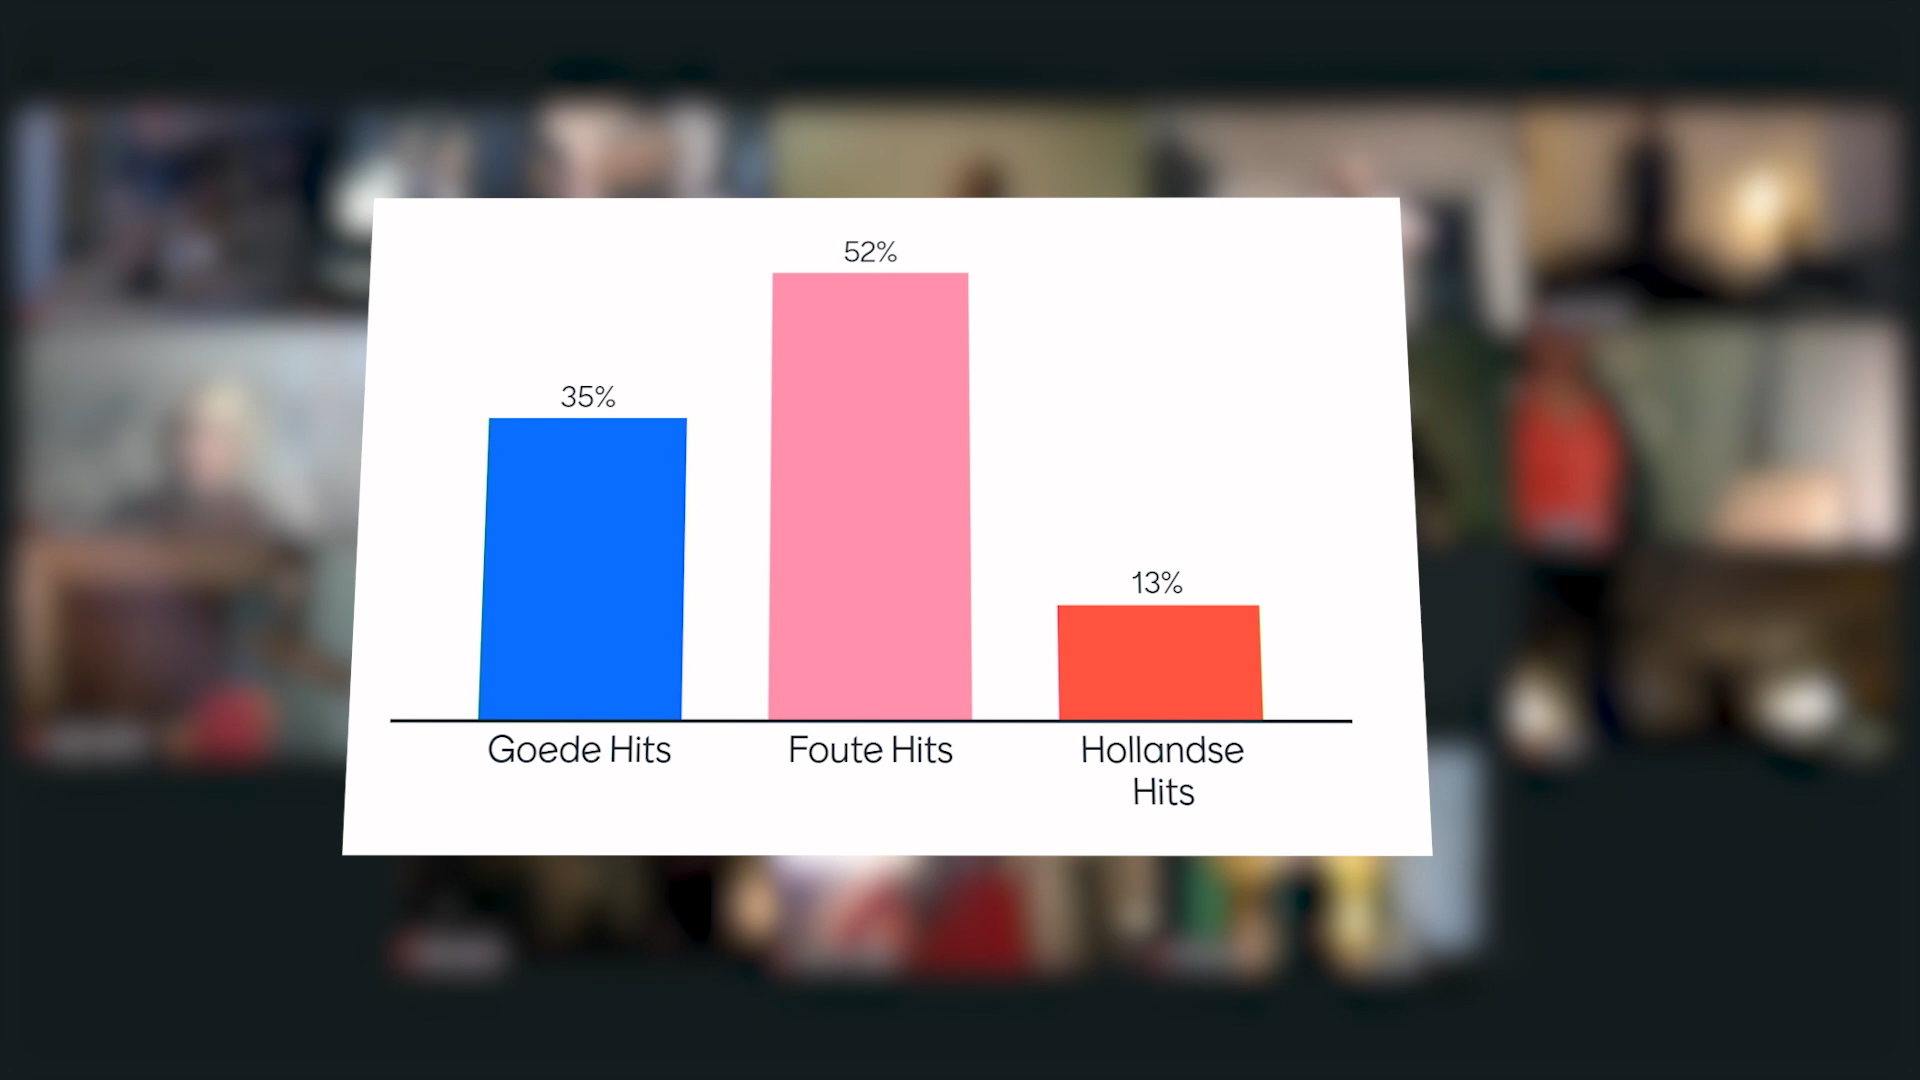 52%
35%
13%
Goede Hits
Foute Hits
Hollandse
Hits